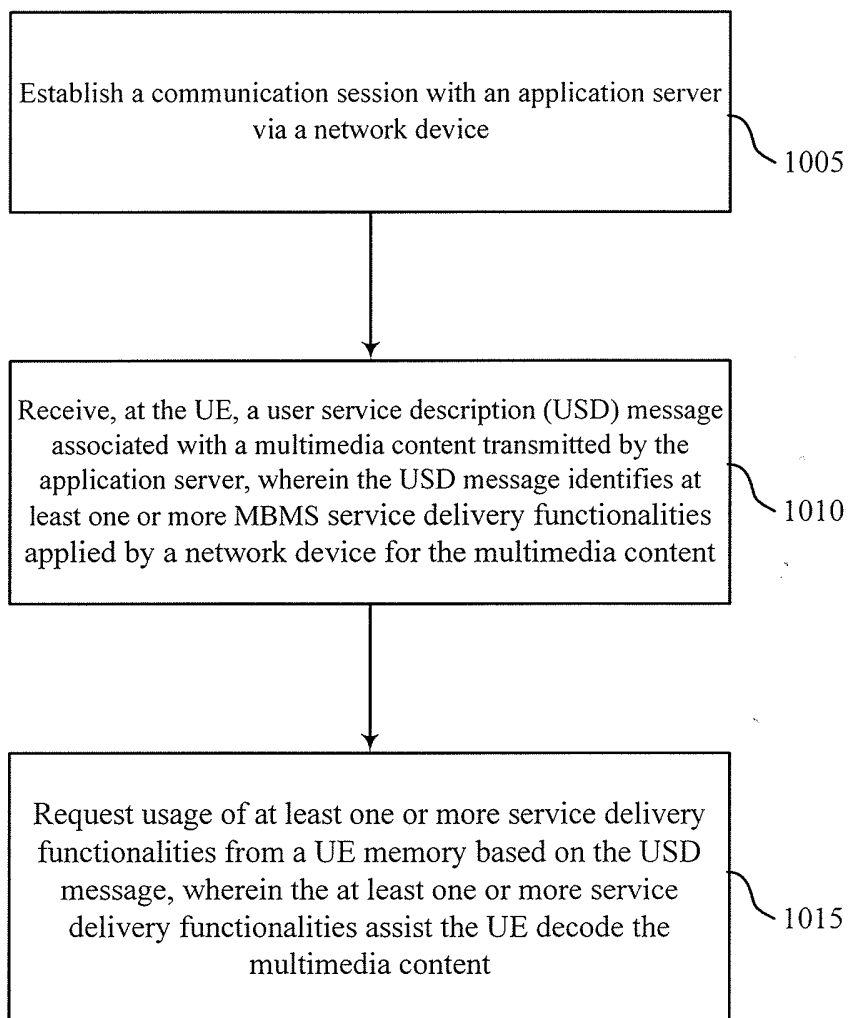 Establish a communication session with an application server
via a network device
1005
Receive, at the UE, a user service description (USD) message
associated with a multimedia content transmitted by the
application server, wherein the USD message identifies at
least one or more MBMS service delivery functionalities
applied by a network device for the multimedia content
1010
Request usage of at least one or more service delivery
functionalities from a UE memory based on the USD
message, wherein the at least one or more service
delivery functionalities assist the UE decode the
multimedia content
1015